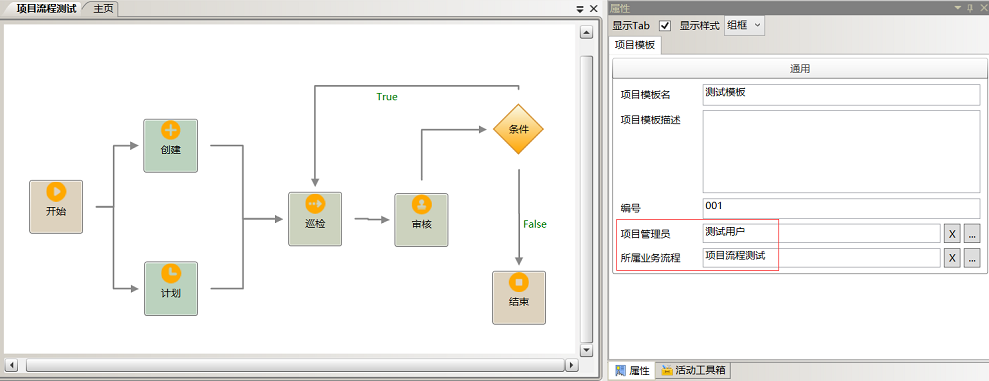 项目流程测试 主页
True
条件
创建
开始
巡检
审核
False
计划
结束
属性
显示Tab 显示样式 组框
项目模板
通用
项目模板名 测试模板
项目模板描述
编号 001
项目管理员 测试用户 X ...
所属业务流程 项目流程测试 X ...
属性 活动工具箱